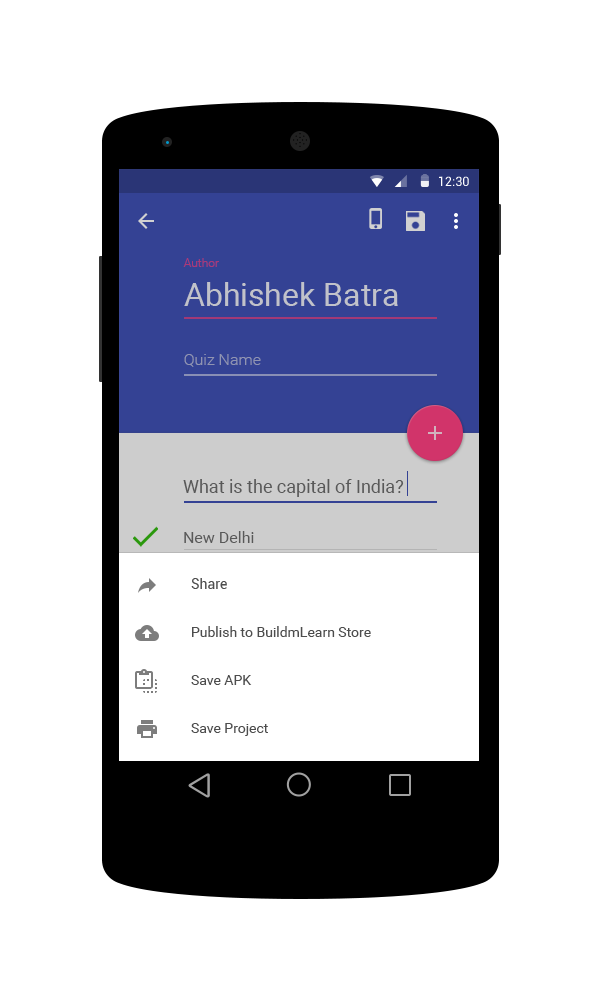 12:30
Author
Abhishek Batra
Quiz Name
What is the capital of India?
New Delhi
Share
Publish to BuildmLearn Store
Save APK
Save Project